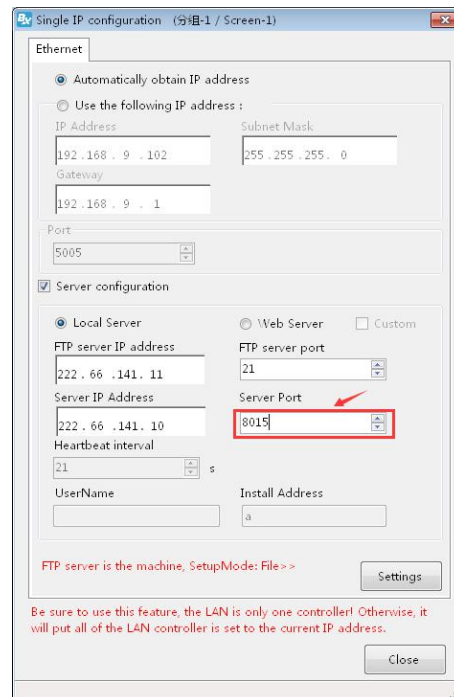 BX Single IP configuration (分组-1 / Screen-1)
Ethernet
Automatically obtain IP address
Use the following IP address :
IP Address Subnet Mask
192 .168 . 9 .102 255 .255 .255 . 0
Gateway
192 .168 . 9 . 1
Port
5005
Server configuration
Local Server Web Server Custom
FTP server IP address FTP server port
222 . 66 .141 . 11 21
Server IP Address Server Port
222 . 66 .141 . 10 8015
Heartbeat interval
21 s
UserName Install Address
a
FTP server is the machine, SetupMode: File>>
Settings
Be sure to use this feature, the LAN is only one controller! Otherwise, it
will put all of the LAN controller is set to the current IP address.
Close